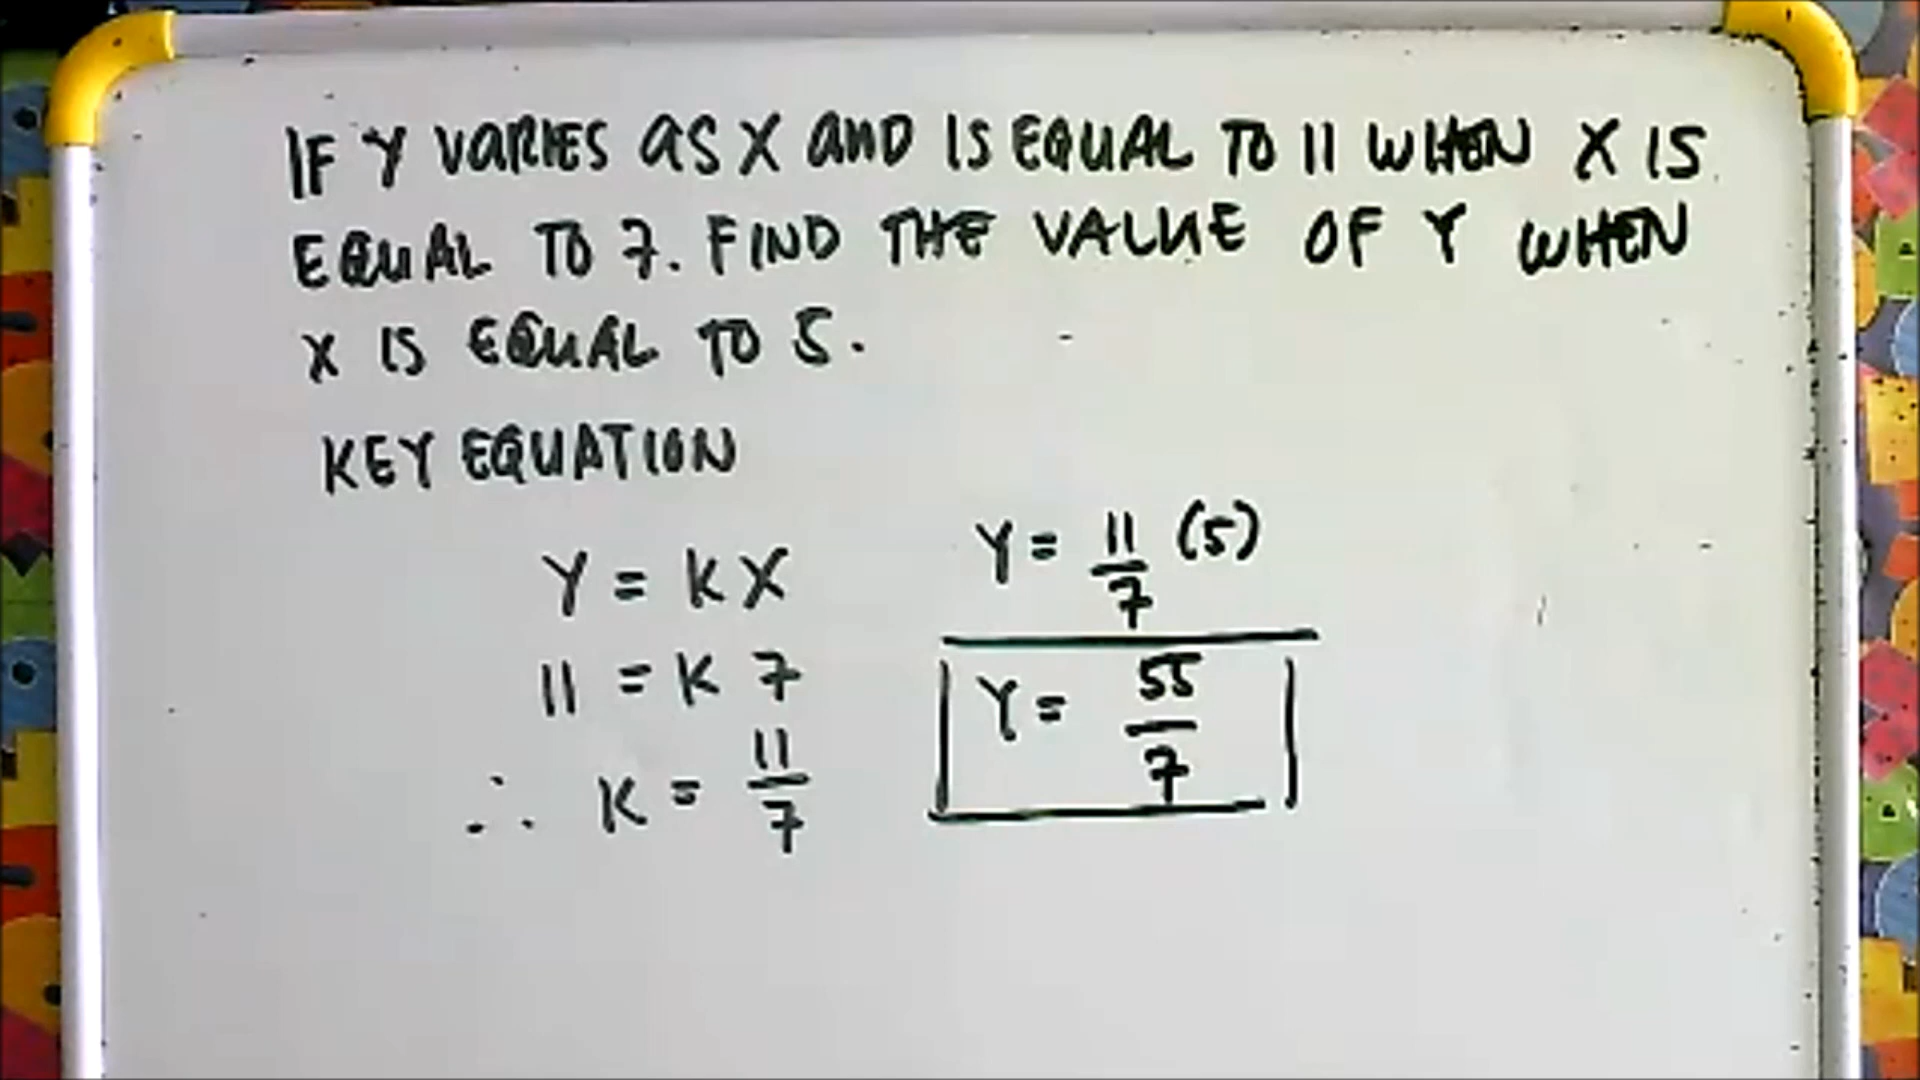 IF Y VARIES AS X AND IS EQUAL TO 11 WHEN X IS
EQUAL TO 7. FIND THE VALUE OF Y WHEN
X IS EQUAL TO 5.
KEY EQUATION
Y = KX
11 = K 7
∴ K = 11/7
Y = 11/7 (5)
Y = 55/7